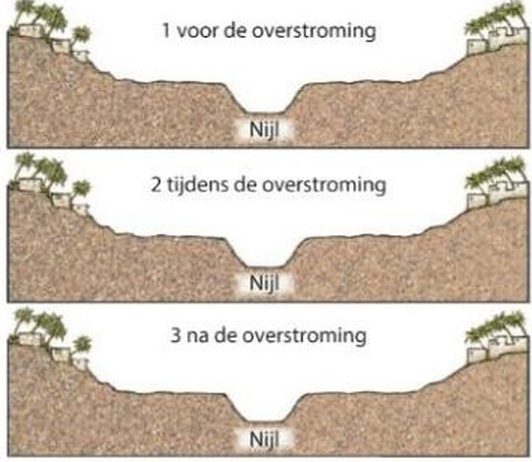 1 voor de overstroming
Nijl
2 tijdens de overstroming
Nijl
3 na de overstroming
Nijl